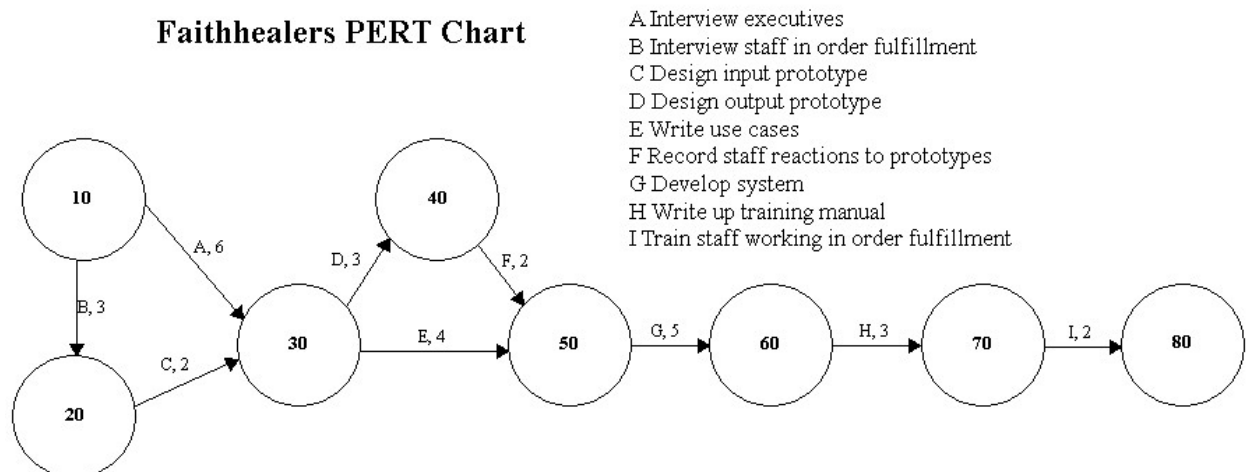 Faithhealers PERT Chart
A Interview executives
B Interview staff in order fulfillment
C Design input prototype
D Design output prototype
E Write use cases
F Record staff reactions to prototypes
G Develop system
H Write up training manual
I Train staff working in order fulfillment
10
40
A, 6
D, 3
F, 2
B, 3
30
E, 4
50
G, 5
60
H, 3
70
I, 2
80
C, 2
20